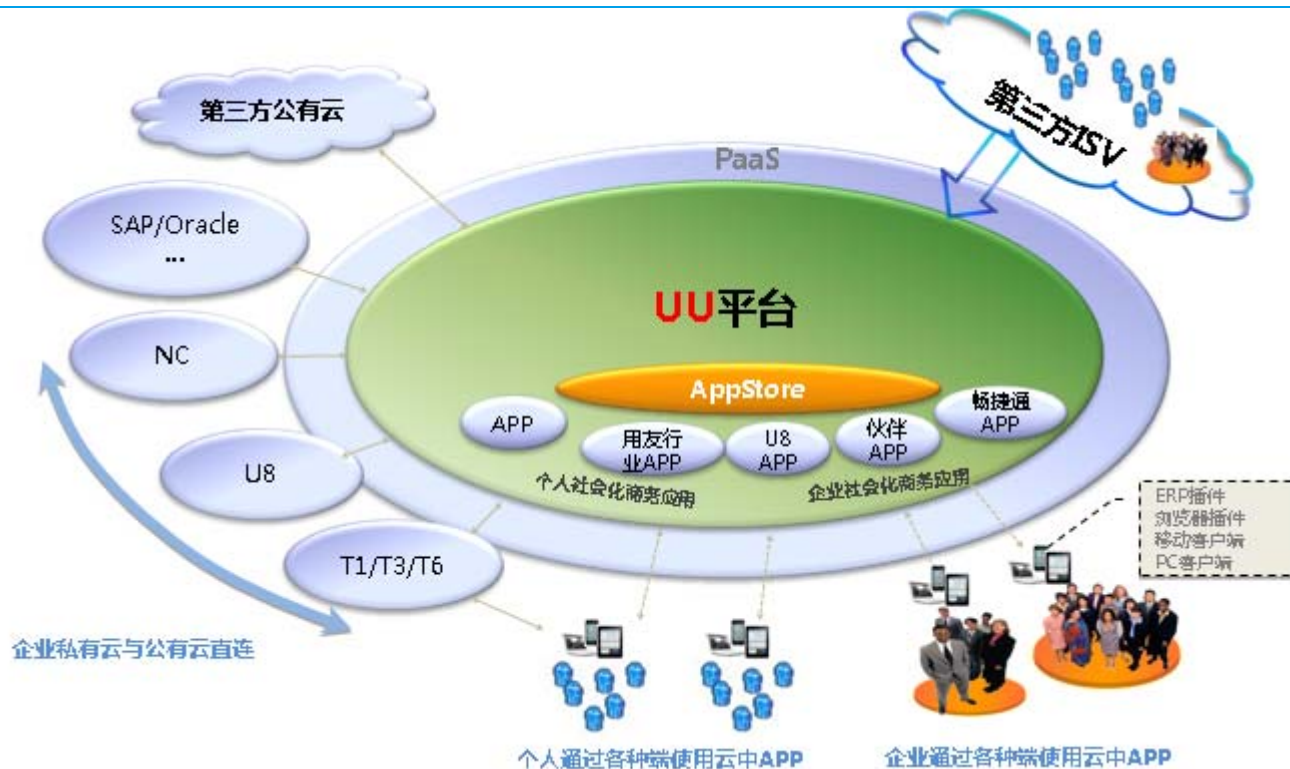 第三方公有云
第三方ISV
PaaS
SAP/Oracle
...
UU平台
NC
AppStore
畅捷通
APP
APP
用友行
业APP
U8
APP
伙伴
APP
U8
个人社会化商务应用
企业社会化商务应用
ERP插件
浏览器插件
移动客户端
PC客户端
T1/T3/T6
企业私有云与公有云直连
个人通过各种端使用云中APP
企业通过各种端使用云中APP